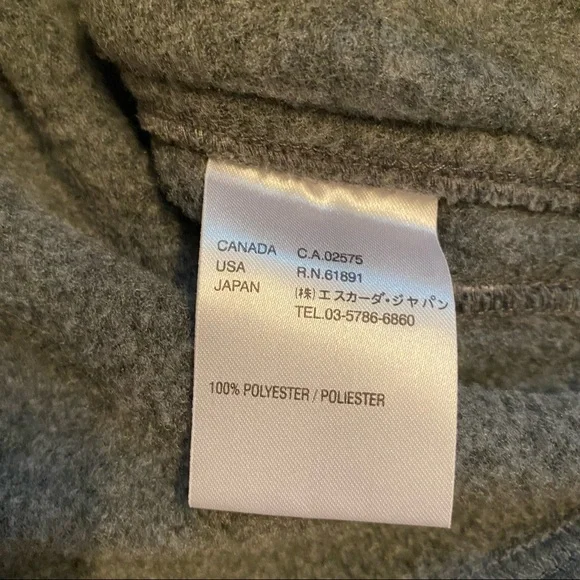 CANADA C.A.02575
USA R.N.61891
JAPAN (株)エスカーダ・ジャパン
TEL.03-5786-6860
100% POLYESTER / POLIESTER